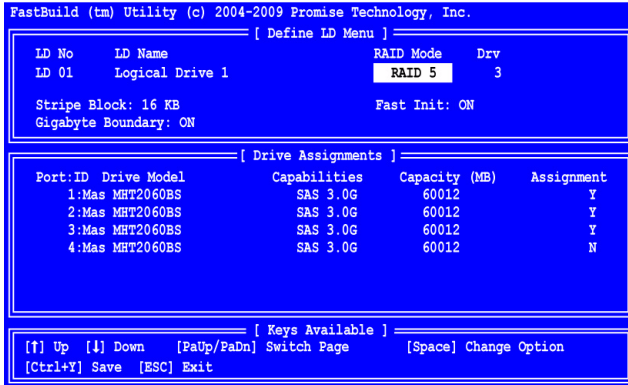 FastBuild (tm) Utility (c) 2004-2009 Promise Technology, Inc.
[ Define LD Menu ]
LD No LD Name RAID Mode Drv
LD 01 Logical Drive 1 RAID 5 3
Stripe Block: 16 KB Fast Init: ON
Gigabyte Boundary: ON
[ Drive Assignments ]
Port:ID Drive Model Capabilities Capacity (MB) Assignment
1:Mas MHT2060BS SAS 3.0G 60012 Y
2:Mas MHT2060BS SAS 3.0G 60012 Y
3:Mas MHT2060BS SAS 3.0G 60012 Y
4:Mas MHT2060BS SAS 3.0G 60012 N
[ Keys Available ]
[↑] Up [↓] Down [PaUp/PaDn] Switch Page [Space] Change Option
[Ctrl+Y] Save [ESC] Exit